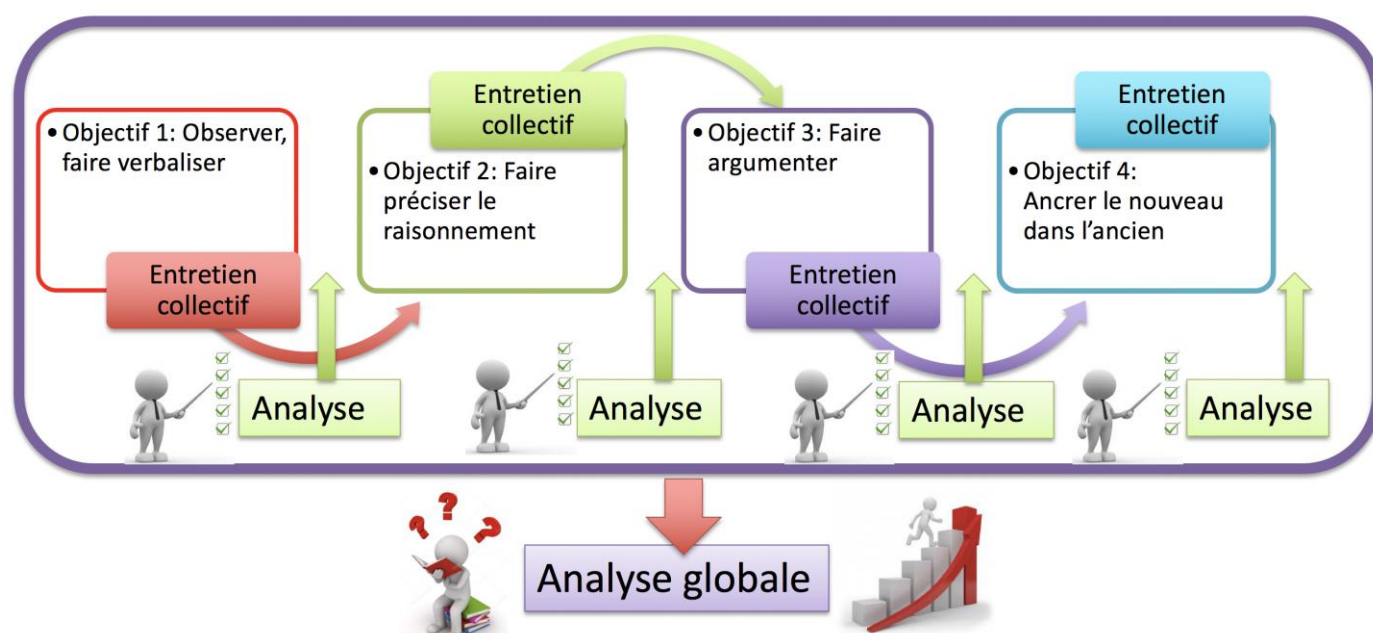 • Objectif 1: Observer,
faire verbaliser
Entretien
collectif
Entretien
collectif
• Objectif 2: Faire
préciser le
raisonnement
• Objectif 3: Faire
argumenter
Entretien
collectif
Entretien
collectif
• Objectif 4:
Ancrer le nouveau
dans l’ancien
Analyse
Analyse
Analyse
Analyse
? ? ?
Analyse globale